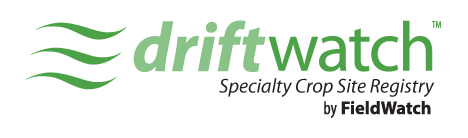 driftwatch™
Specialty Crop Site Registry
by FieldWatch